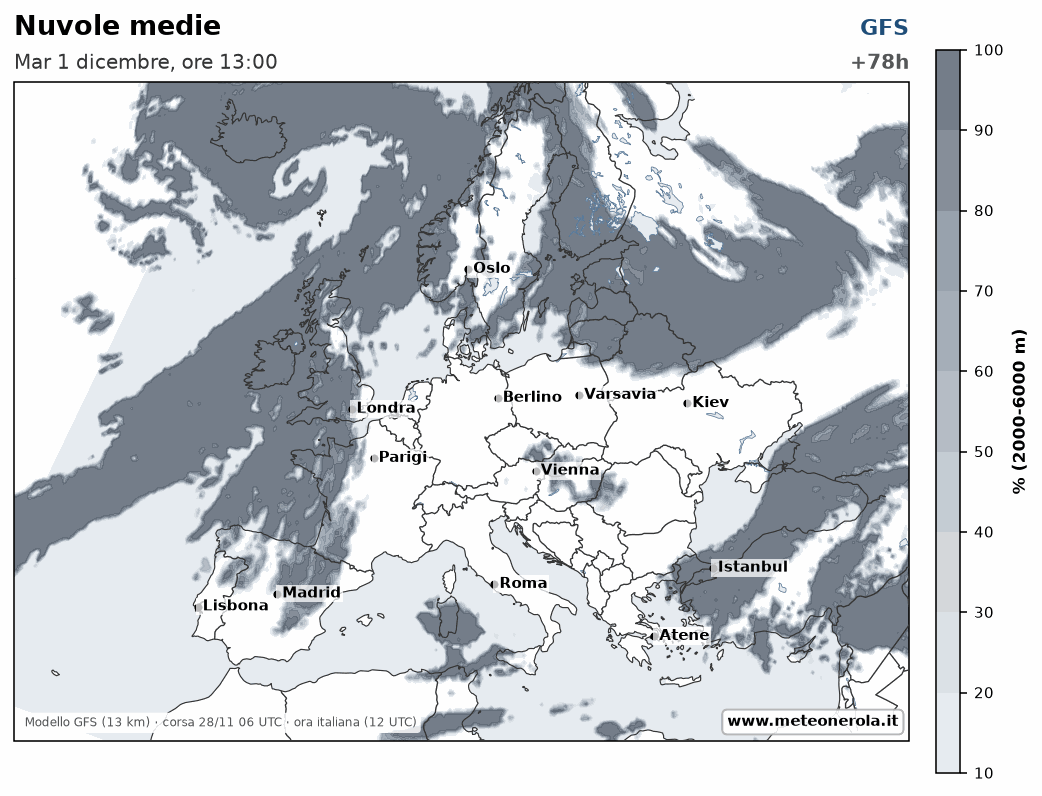 Nuvole medie
GFS
Mar 1 dicembre, ore 13:00
+78h
100
90
80
70
60
50
40
30
20
10
% (2000-6000 m)
Oslo
Berlino
Varsavia
Kiev
Londra
Parigi
Vienna
Istanbul
Roma
Madrid
Lisbona
Atene
Modello GFS (13 km) · corsa 28/11 06 UTC · ora italiana (12 UTC)
www.meteonerola.it